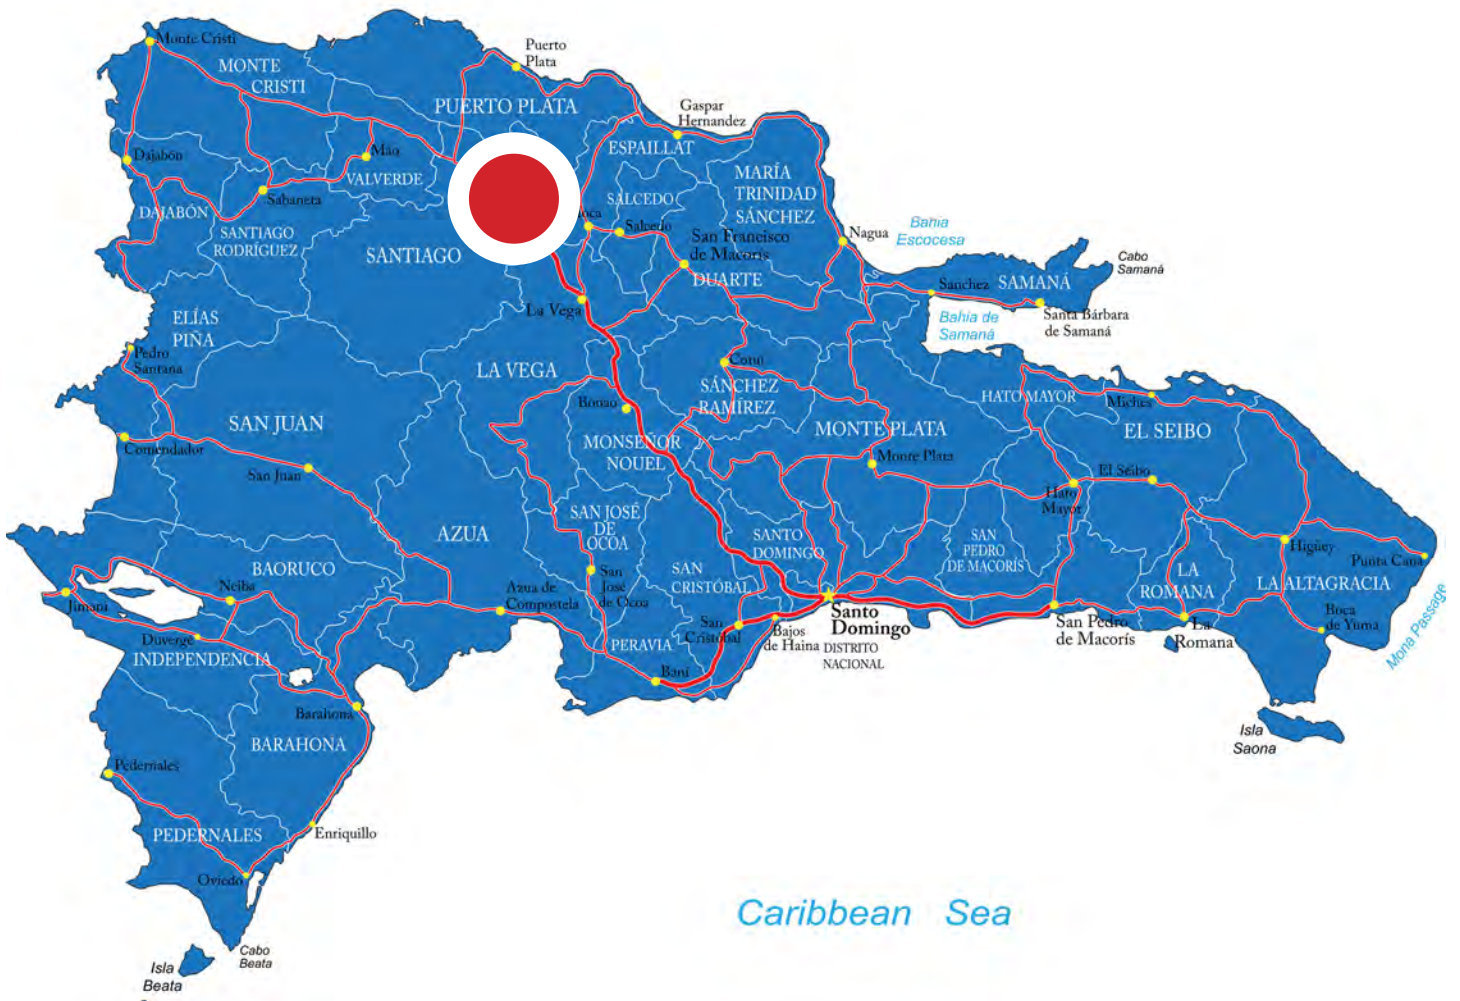 Monte Cristi
MONTE
CRISTI
Puerto
Plata
PUERTO PLATA
Gaspar
Hernandez
ESPAILLAT
Dajabón
Mao
VALVERDE
MARÍA
TRINIDAD
SÁNCHEZ
DAJABÓN
Sabaneta
SALCEDO
SANTIAGO
RODRÍGUEZ
SANTIAGO
oca
Salcedo
San Francisco
de Macorís
DUARTE
Nagua
Bahia
Escocesa
Cabo
Samaná
Sanchez
SAMANÁ
Santa Bárbara
de Samaná
Bahia de
Samaná
La Vega
ELÍAS
PIÑA
Pedro
Santana
LA VEGA
Cotuí
SÁNCHEZ
RAMÍREZ
HATO MAYOR
Miches
Bonao
SAN JUAN
MONSEÑOR
NOUEL
MONTE PLATA
EL SEIBO
Comendador
San Juan
Monte Plata
El Seibo
Hato
Mayor
AZUA
SAN JOSÉ
DE
OCOA
SANTO
DOMINGO
SAN
PEDRO
DE MACORÍS
Higüey
Punta Cana
BAORUCO
Neiba
Azua de
Compostela
San
José
de Ocoa
SAN
CRISTÓBAL
LA
ROMANA
LA ALTAGRACIA
Jimaní
Duvergé
INDEPENDENCIA
PERAVIA
San
Cristóbal
Bajos
de Haina
Santo
Domingo
DISTRITO
NACIONAL
San Pedro
de Macorís
La
Romana
Boca
de Yuma
Mona Passage
Baní
Barahona
BARAHONA
Isla
Saona
Pedernales
PEDERNALES
Enriquillo
Oviedo
Caribbean Sea
Cabo
Beata
Isla
Beata